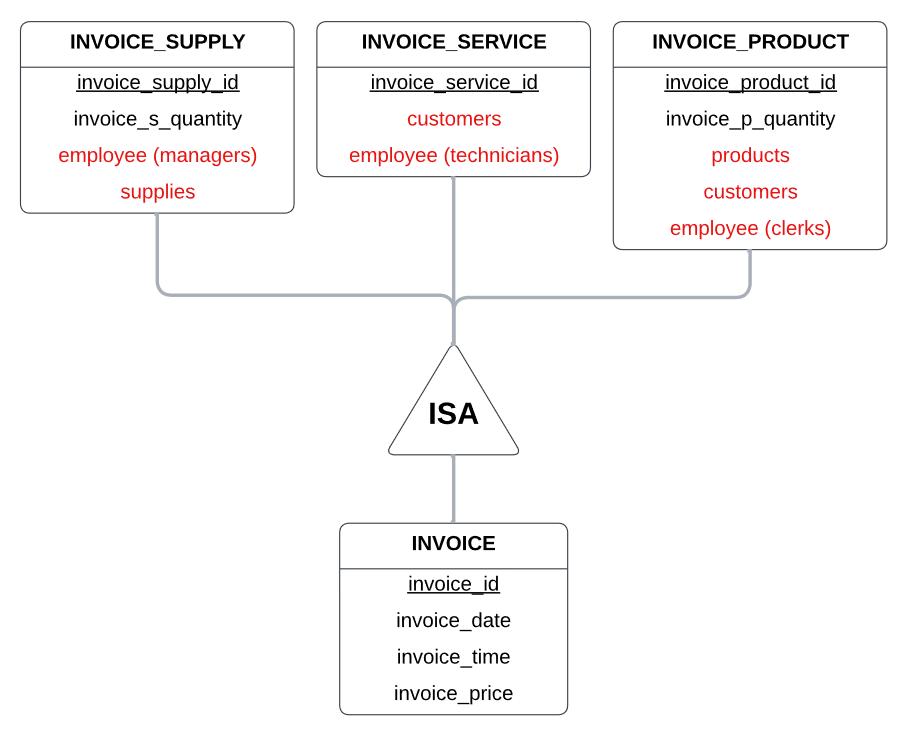 INVOICE_SUPPLY
invoice_supply_id
invoice_s_quantity
employee (managers)
supplies
INVOICE_SERVICE
invoice_service_id
customers
employee (technicians)
INVOICE_PRODUCT
invoice_product_id
invoice_p_quantity
products
customers
employee (clerks)
ISA
INVOICE
invoice_id
invoice_date
invoice_time
invoice_price